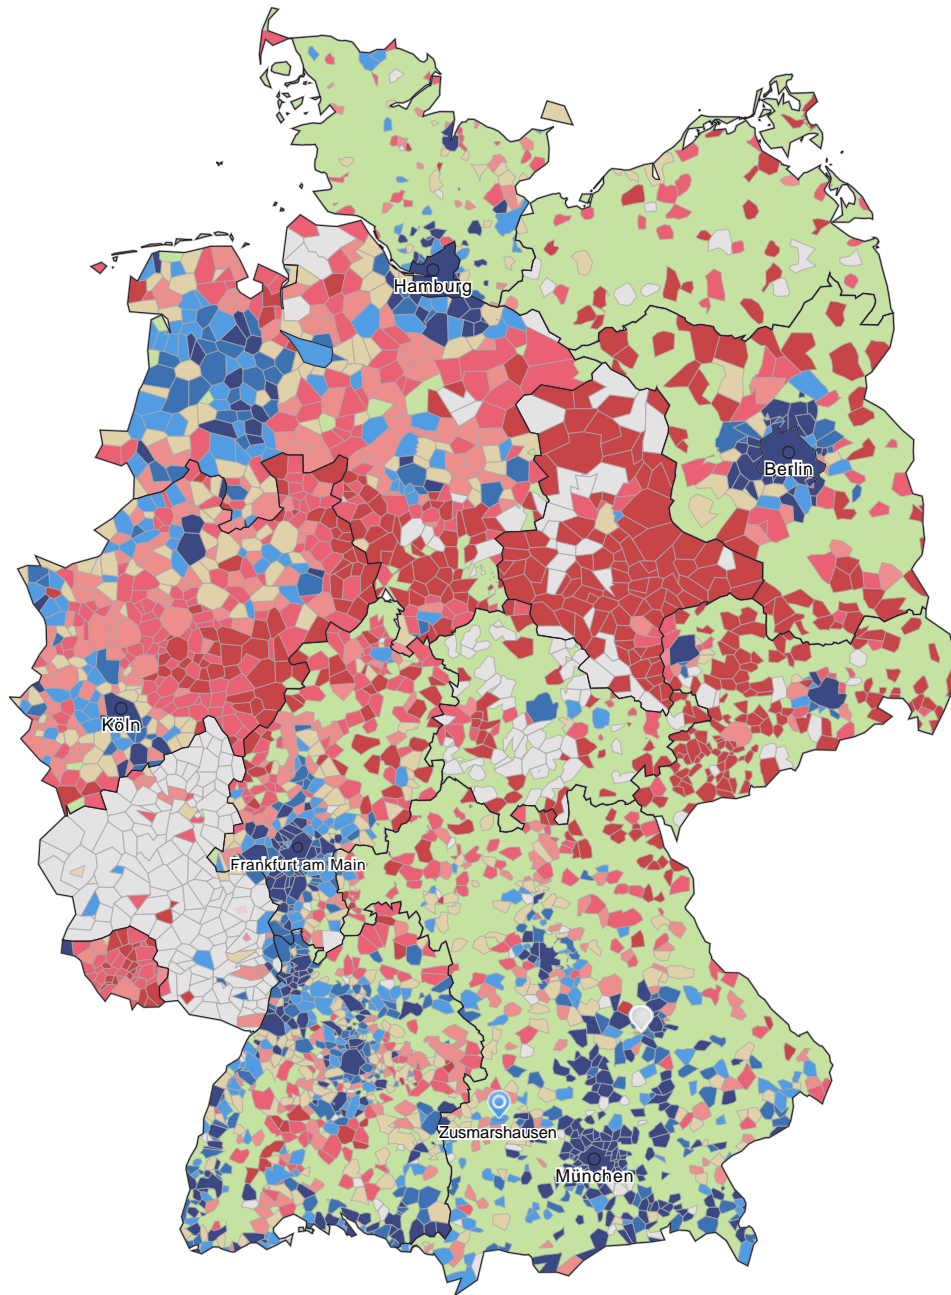 Hamburg
Berlin
Köln
Frankfurt am Main
Zusmarshausen
München